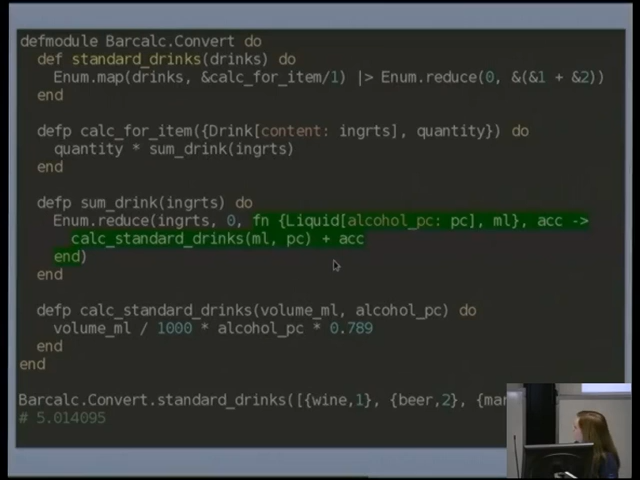 defmodule Barcalc.Convert do
def standard_drinks(drinks) do
Enum.map(drinks, &calc_for_item/1) |> Enum.reduce(0, &(&1 + &2))
end
defp calc_for_item({Drink[content: ingrts], quantity}) do
quantity * sum_drink(ingrts)
end
defp sum_drink(ingrts) do
Enum.reduce(ingrts, 0, fn {Liquid[alcohol_pc: pc], ml}, acc ->
calc_standard_drinks(ml, pc) + acc
end)
end
defp calc_standard_drinks(volume_ml, alcohol_pc) do
volume_ml / 1000 * alcohol_pc * 0.789
end
end
Barcalc.Convert.standard_drinks([{wine,1}, {beer,2}, {mar
# 5.014095